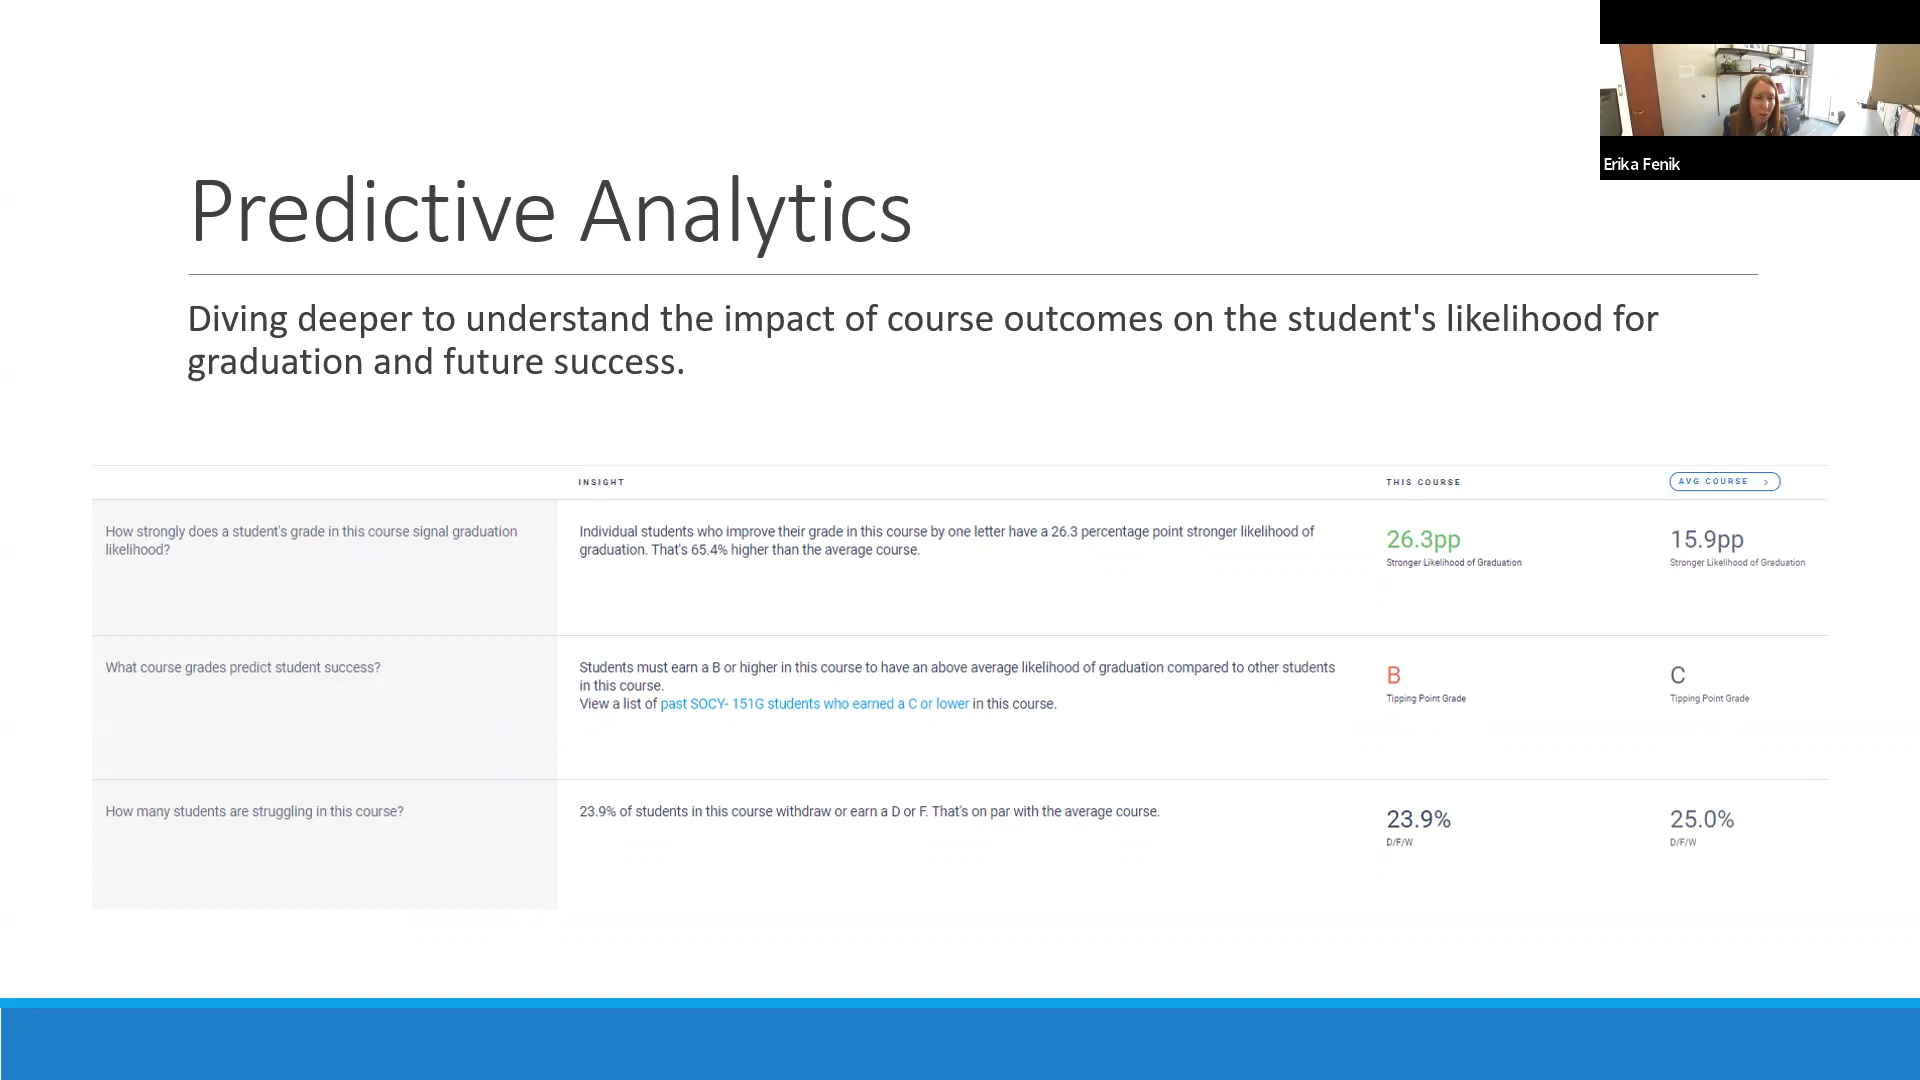 Erika Fenik
Predictive Analytics
Diving deeper to understand the impact of course outcomes on the student's likelihood for
graduation and future success.
INSIGHT
THIS COURSE
AVG COURSE >
How strongly does a student's grade in this course signal graduation
likelihood?
Individual students who improve their grade in this course by one letter have a 26.3 percentage point stronger likelihood of
graduation. That's 65.4% higher than the average course.
26.3pp
Stronger Likelihood of Graduation
15.9pp
Stronger Likelihood of Graduation
What course grades predict student success?
Students must earn a B or higher in this course to have an above average likelihood of graduation compared to other students
in this course.
View a list of past SOCY- 151G students who earned a C or lower in this course.
B
Tipping Point Grade
C
Tipping Point Grade
How many students are struggling in this course?
23.9% of students in this course withdraw or earn a D or F. That's on par with the average course.
23.9%
D/F/W
25.0%
D/F/W